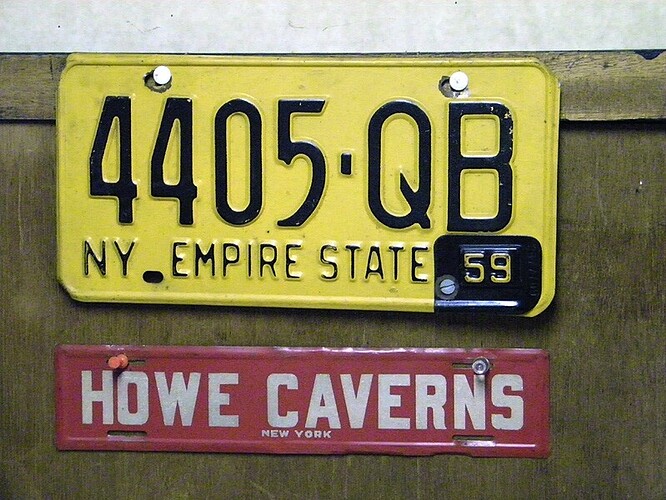 4405·QB
NY EMPIRE STATE 59
HOWE CAVERNS
NEW YORK